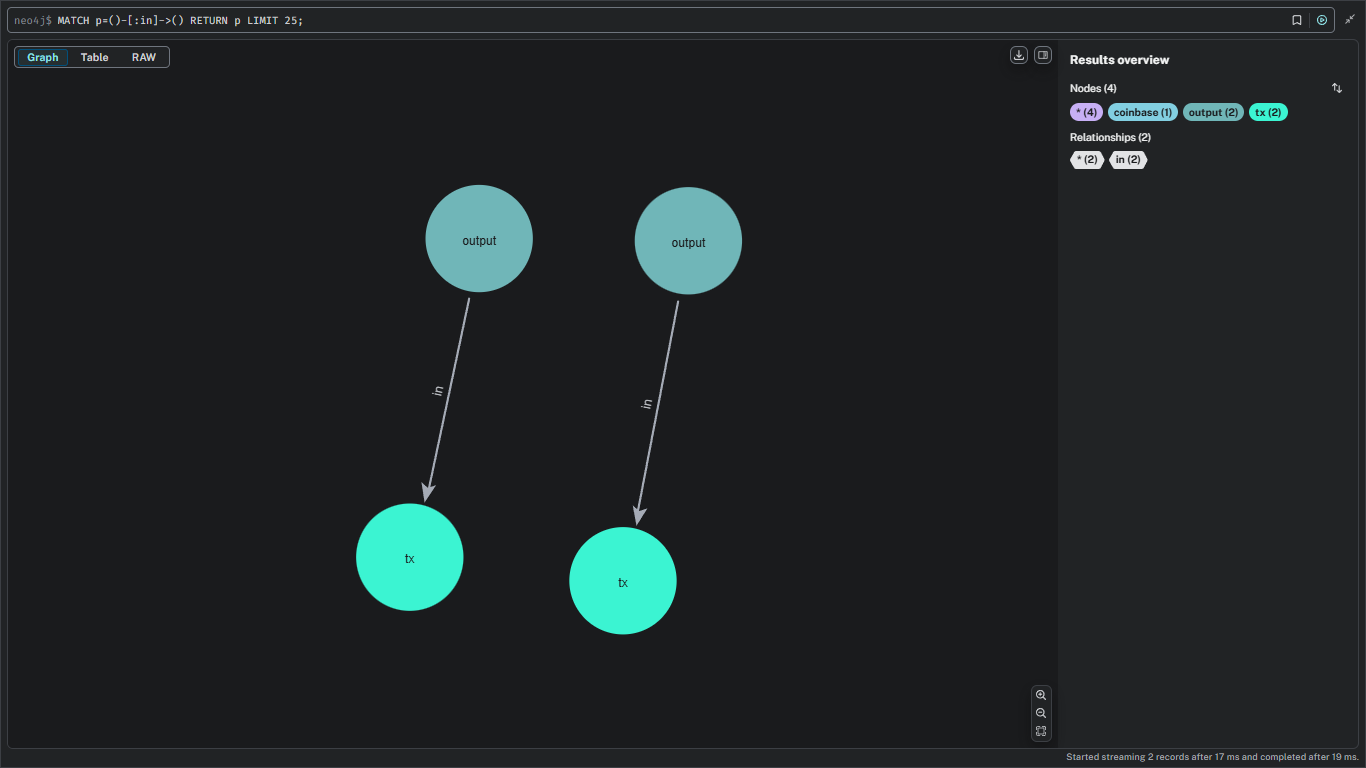 neo4j$ MATCH p=()-[:in]->() RETURN p LIMIT 25;
Graph Table RAW
Results overview
Nodes (4)
* (4) coinbase (1) output (2) tx (2)
Relationships (2)
* (2) in (2)
output
output
in
in
tx
tx
Started streaming 2 records after 17 ms and completed after 19 ms.